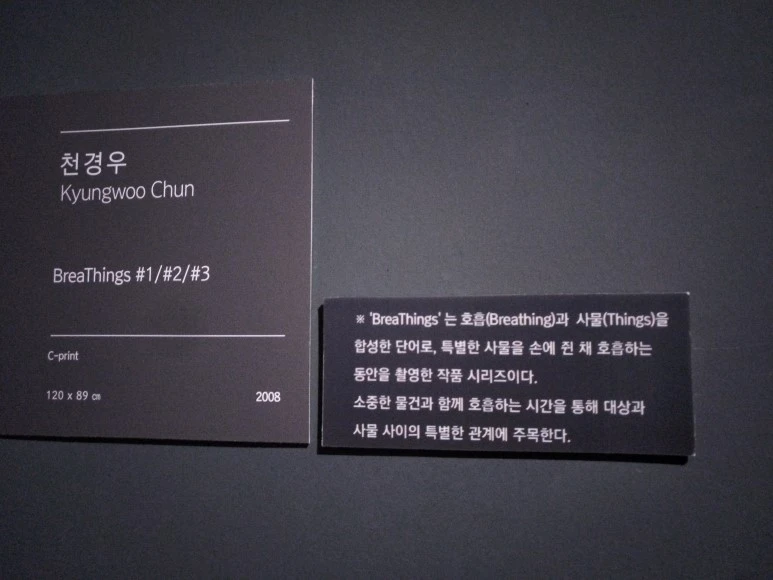 천경우
Kyungwoo Chun
BreaThings #1/#2/#3
C-print
120 x 89 ㎝
2008
※ 'BreaThings' 는 호흡(Breathing)과 사물(Things)을
합성한 단어로, 특별한 사물을 손에 쥔 채 호흡하는
동안을 촬영한 작품 시리즈이다.
소중한 물건과 함께 호흡하는 시간을 통해 대상과
사물 사이의 특별한 관계에 주목한다.